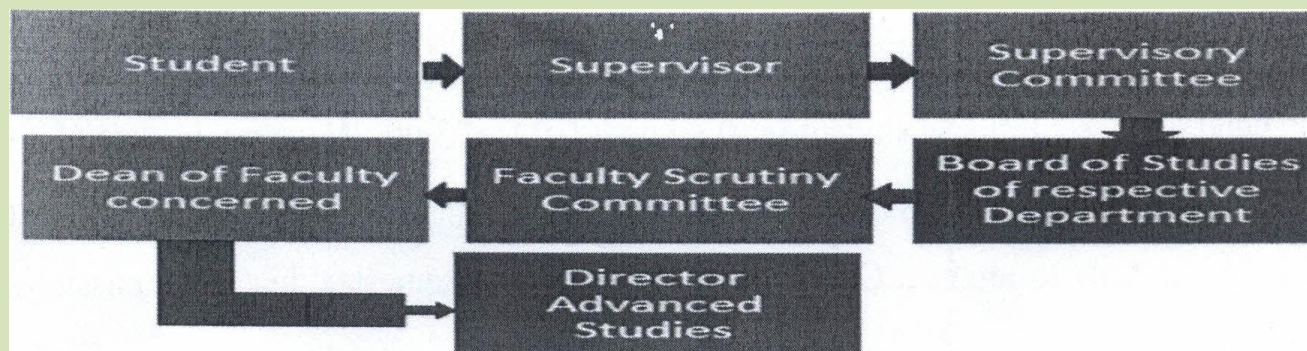 Student
Supervisor
Supervisory
Committee
Board of Studies
of respective
Department
Faculty Scrutiny
Committee
Dean of Faculty
concerned
Director
Advanced
Studies